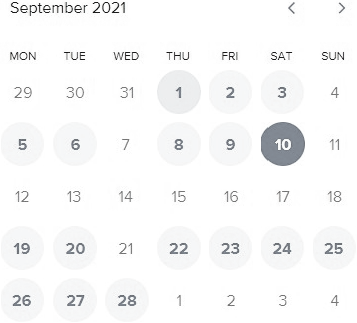 September 2021
MON TUE WED THU FRI SAT SUN
29 30 31 1 2 3 4
5 6 7 8 9 10 11
12 13 14 15 16 17 18
19 20 21 22 23 24 25
26 27 28 1 2 3 4